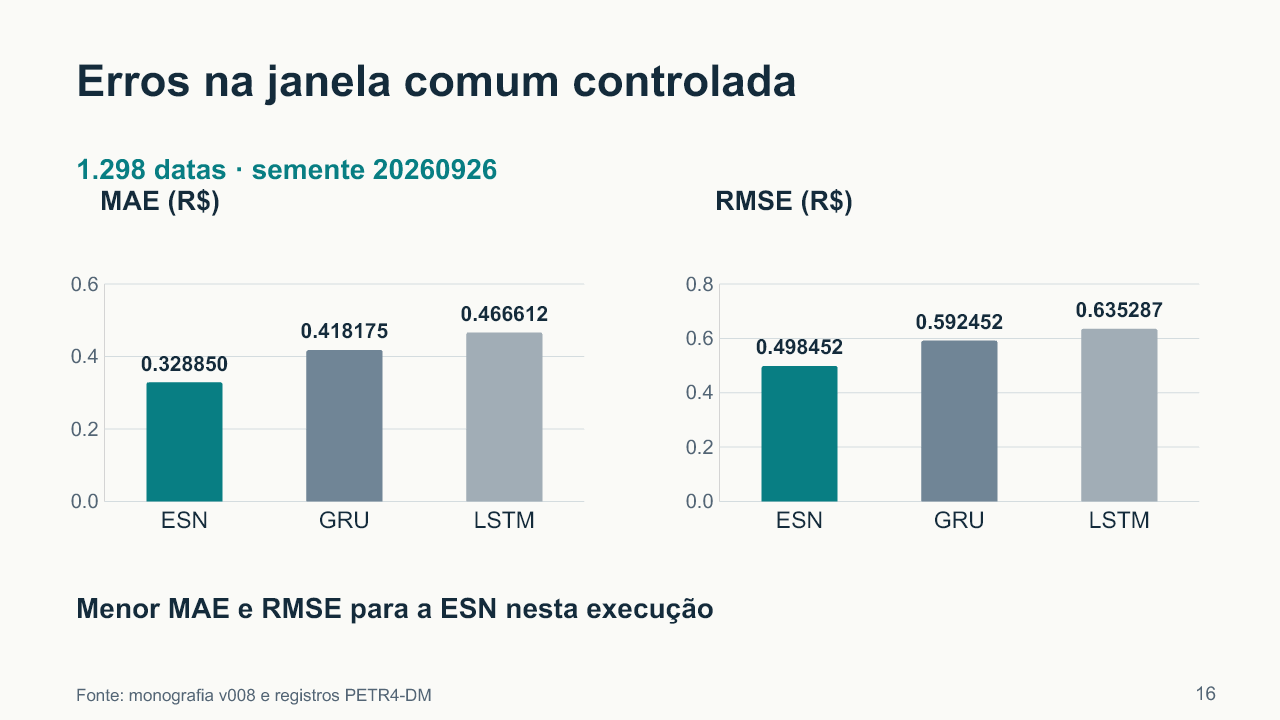 Erros na janela comum controlada
1.298 datas · semente 20260926
MAE (R$)
0.6
0.4
0.2
0.0
0.328850
0.418175
0.466612
ESN
GRU
LSTM
RMSE (R$)
0.8
0.6
0.4
0.2
0.0
0.498452
0.592452
0.635287
ESN
GRU
LSTM
Menor MAE e RMSE para a ESN nesta execução
Fonte: monografia v008 e registros PETR4-DM
16